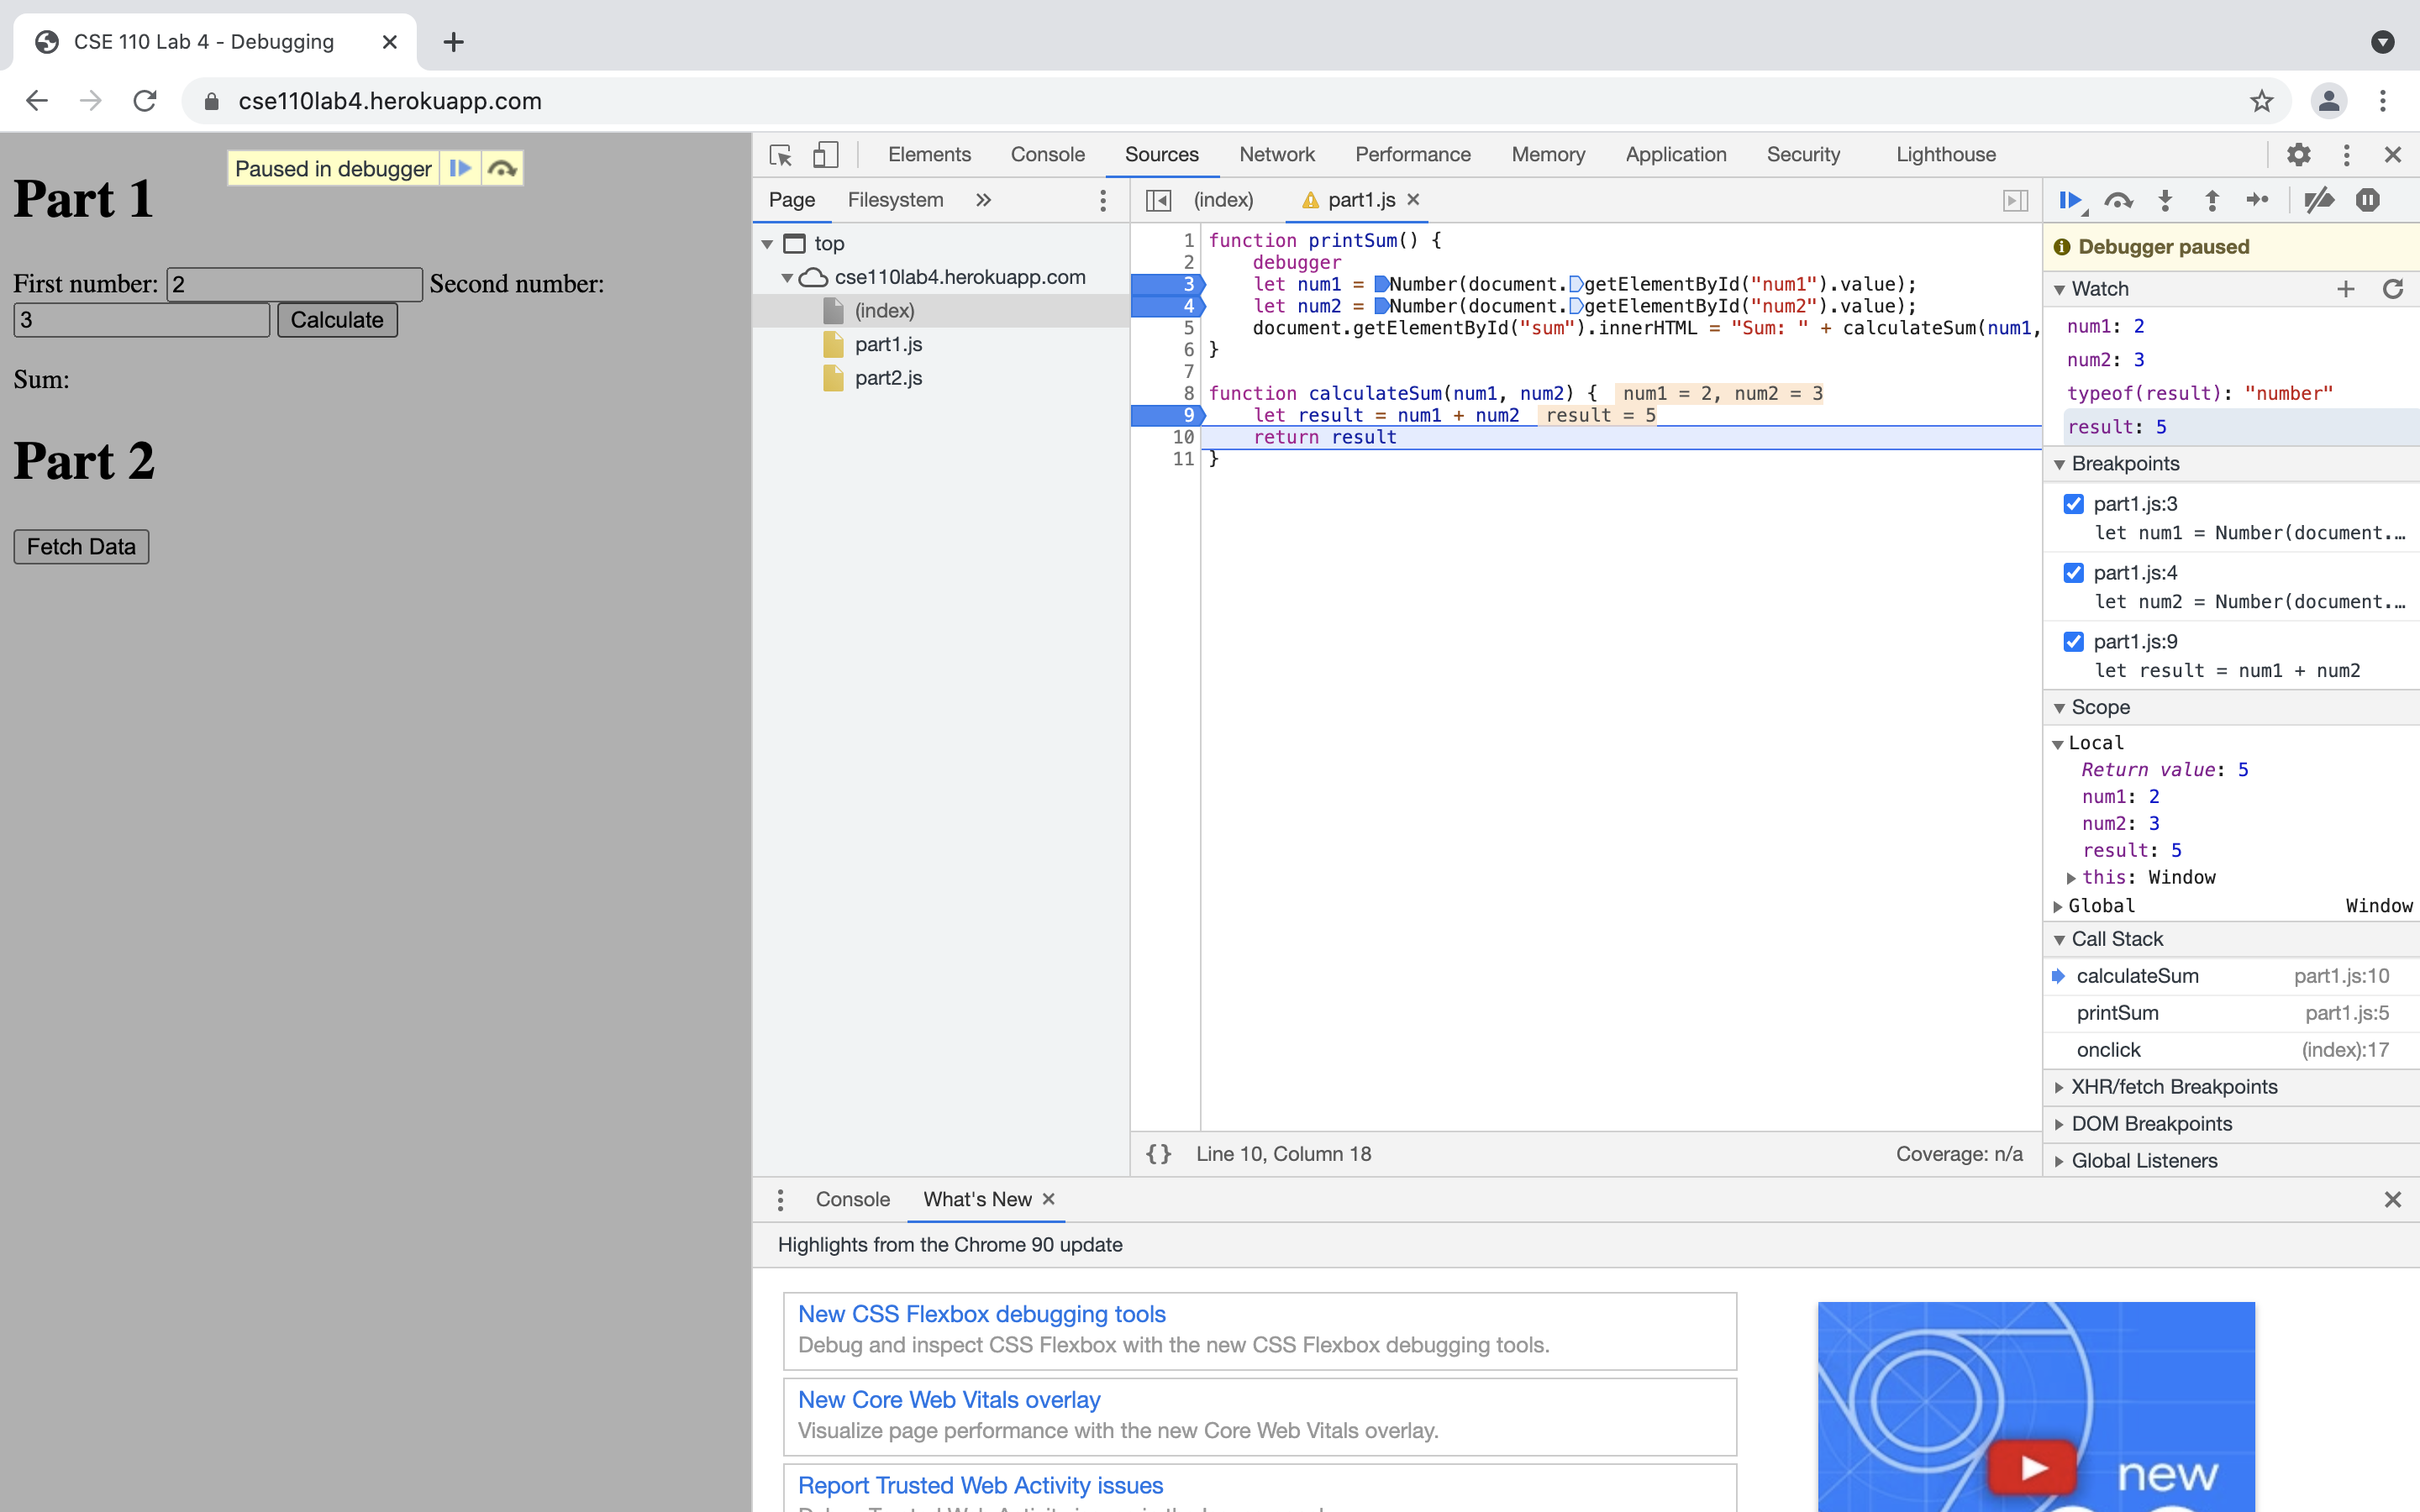 CSE 110 Lab 4 - Debugging
cse110lab4.herokuapp.com
Paused in debugger
Part 1
First number: 2 Second number:
3 Calculate
Sum:
Part 2
Fetch Data
Elements Console Sources Network Performance Memory Application Security Lighthouse
Page Filesystem
top
cse110lab4.herokuapp.com
(index)
part1.js
part2.js
(index) part1.js
1 function printSum() {
2 debugger
3 let num1 = Number(document.getElementById("num1").value);
4 let num2 = Number(document.getElementById("num2").value);
5 document.getElementById("sum").innerHTML = "Sum: " + calculateSum(num1,
6 }
7
8 function calculateSum(num1, num2) { num1 = 2, num2 = 3
9 let result = num1 + num2 result = 5
10 return result
11 }
{} Line 10, Column 18 Coverage: n/a
Debugger paused
Watch
num1: 2
num2: 3
typeof(result): "number"
result: 5
Breakpoints
part1.js:3
let num1 = Number(document.…
part1.js:4
let num2 = Number(document.…
part1.js:9
let result = num1 + num2
Scope
Local
Return value: 5
num1: 2
num2: 3
result: 5
this: Window
Global Window
Call Stack
calculateSum part1.js:10
printSum part1.js:5
onclick (index):17
XHR/fetch Breakpoints
DOM Breakpoints
Global Listeners
Console What's New
Highlights from the Chrome 90 update
New CSS Flexbox debugging tools
Debug and inspect CSS Flexbox with the new CSS Flexbox debugging tools.
New Core Web Vitals overlay
Visualize page performance with the new Core Web Vitals overlay.
Report Trusted Web Activity issues
new